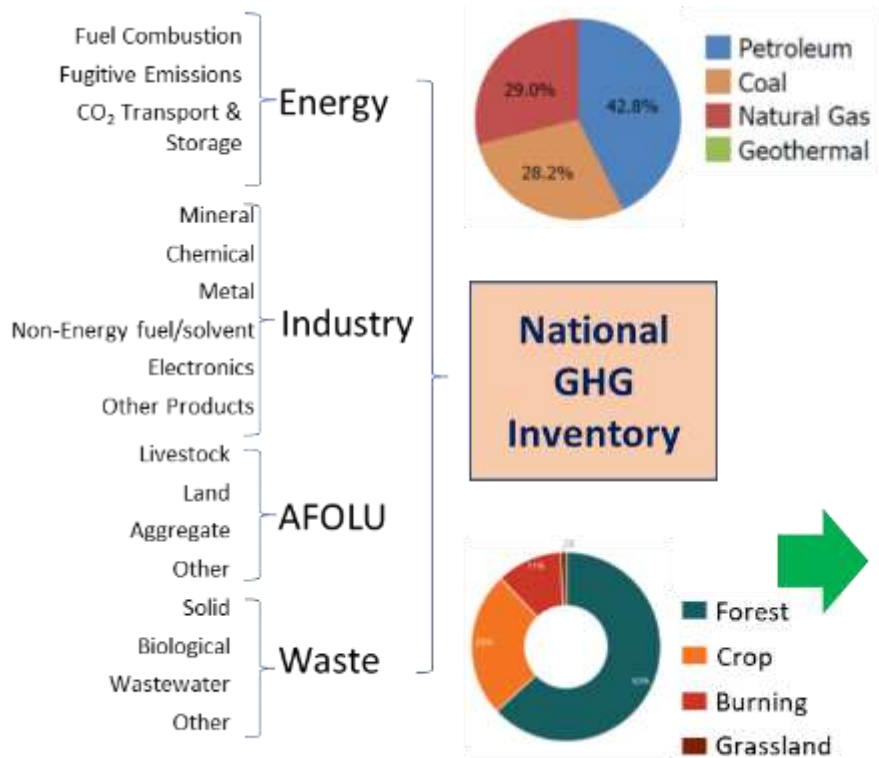 Fuel Combustion
Fugitive Emissions
CO₂ Transport &
Storage
Energy
Mineral
Chemical
Metal
Non-Energy fuel/solvent
Electronics
Other Products
Industry
Livestock
Land
Aggregate
Other
AFOLU
Solid
Biological
Wastewater
Other
Waste
29.0%
42.8%
28.2%
Petroleum
Coal
Natural Gas
Geothermal
National
GHG
Inventory
11%
Forest
Crop
Burning
Grassland